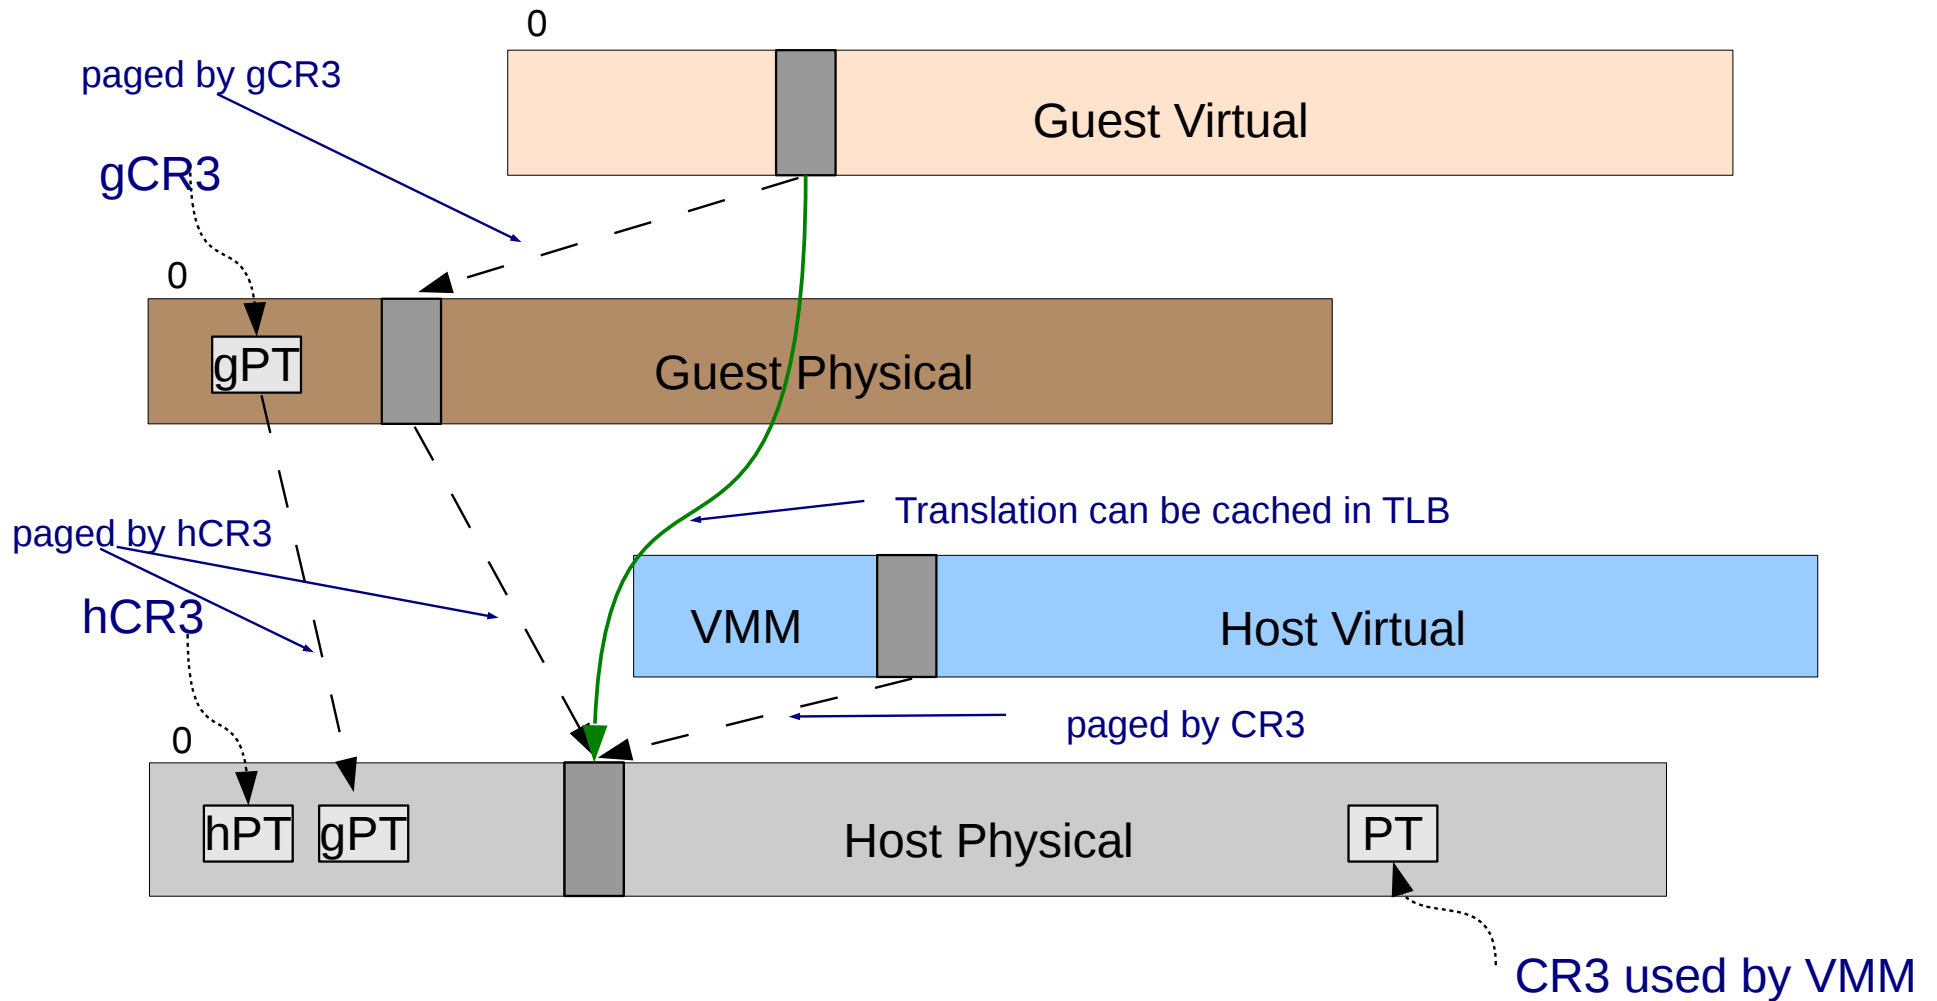 0
paged by gCR3
Guest Virtual
gCR3
0
gPT
Guest Physical
Translation can be cached in TLB
paged by hCR3
hCR3
VMM
Host Virtual
paged by CR3
0
hPT
gPT
Host Physical
PT
CR3 used by VMM